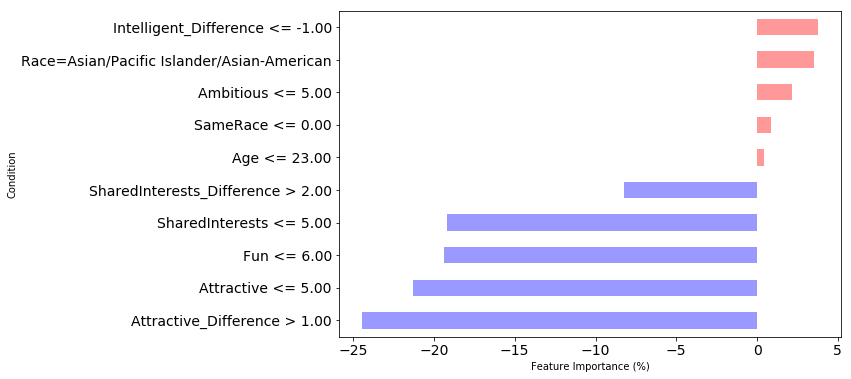 Intelligent_Difference <= -1.00
Race=Asian/Pacific Islander/Asian-American
Ambitious <= 5.00
SameRace <= 0.00
Age <= 23.00
SharedInterests_Difference > 2.00
SharedInterests <= 5.00
Fun <= 6.00
Attractive <= 5.00
Attractive_Difference > 1.00
Condition
−25 −20 −15 −10 −5 0 5
Feature Importance (%)